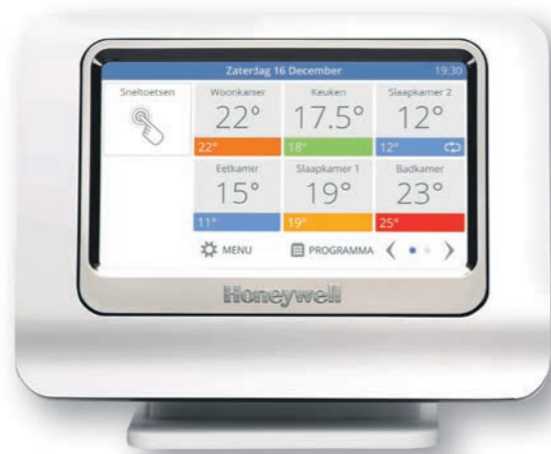 Zaterdag 16 December 19:30
Sneltoetsen
Woonkamer Keuken Slaapkamer 2
22° 17.5° 12°
22° 18° 12°
Eetkamer Slaapkamer 1 Badkamer
15° 19° 23°
11° 19° 25°
MENU PROGRAMMA
Honeywell